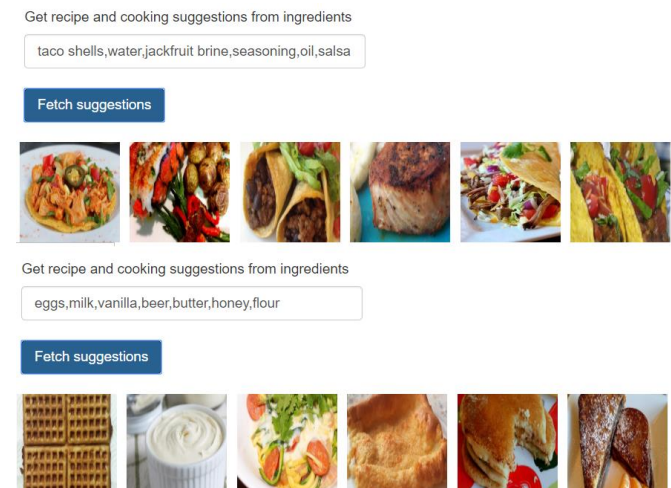 Get recipe and cooking suggestions from ingredients
taco shells,water,jackfruit brine,seasoning,oil,salsa
Fetch suggestions
Get recipe and cooking suggestions from ingredients
eggs,milk,vanilla,beer,butter,honey,flour
Fetch suggestions